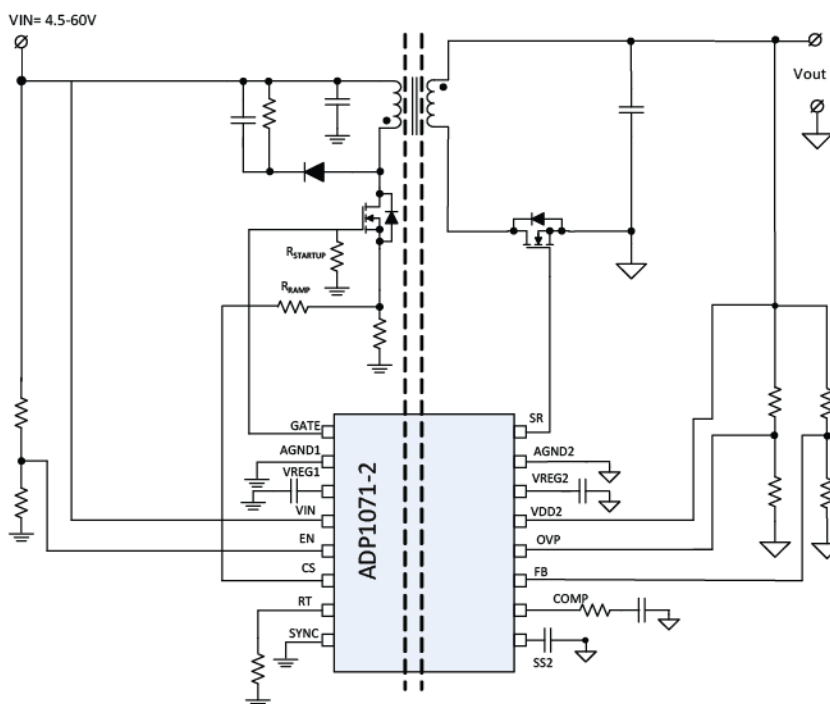 VIN= 4.5-60V
Vout
RSTARTUP
RRAMP
GATE
AGND1
VREG1
VIN
EN
CS
RT
SYNC
ADP1071-2
SR
AGND2
VREG2
VDD2
OVP
FB
COMP
SS2